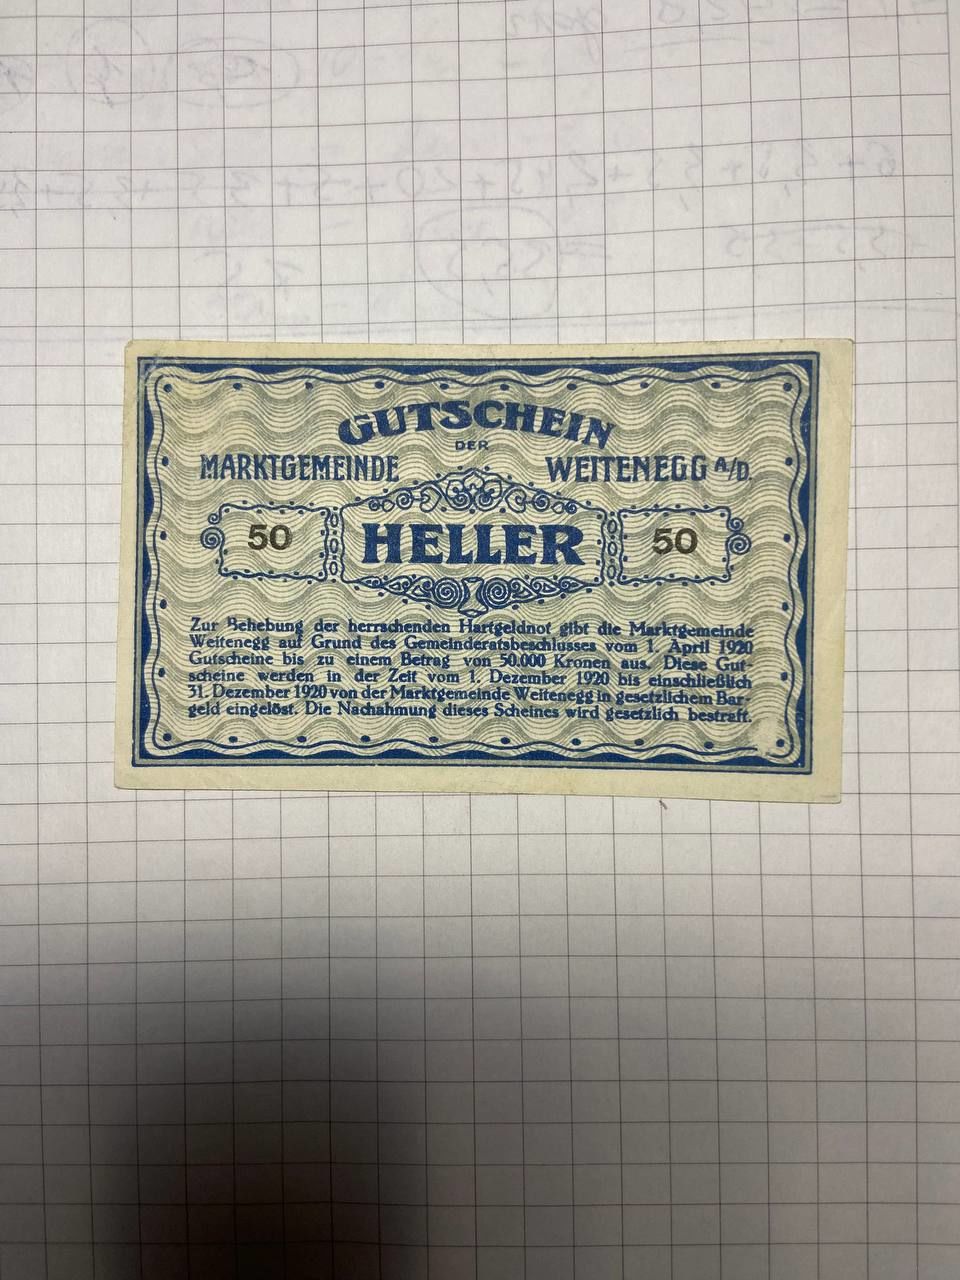 GUTSCHEIN
DER
MARKTGEMEINDE WEITENEGG A/D.
50 HELLER 50
Zur Behebung der herrschenden Hartgeldnot gibt die Marktgemeinde
Weitenegg auf Grund des Gemeinderatsbeschlusses vom 1. April 1920
Gutscheine bis zu einem Betrag von 50.000 Kronen aus. Diese Gut-
scheine werden in der Zeit vom 1. Dezember 1920 bis einschließlich
31. Dezember 1920 von der Marktgemeinde Weitenegg in gesetzlichem Bar-
geld eingelöst. Die Nachahmung dieses Scheines wird gesetzlich bestraft.